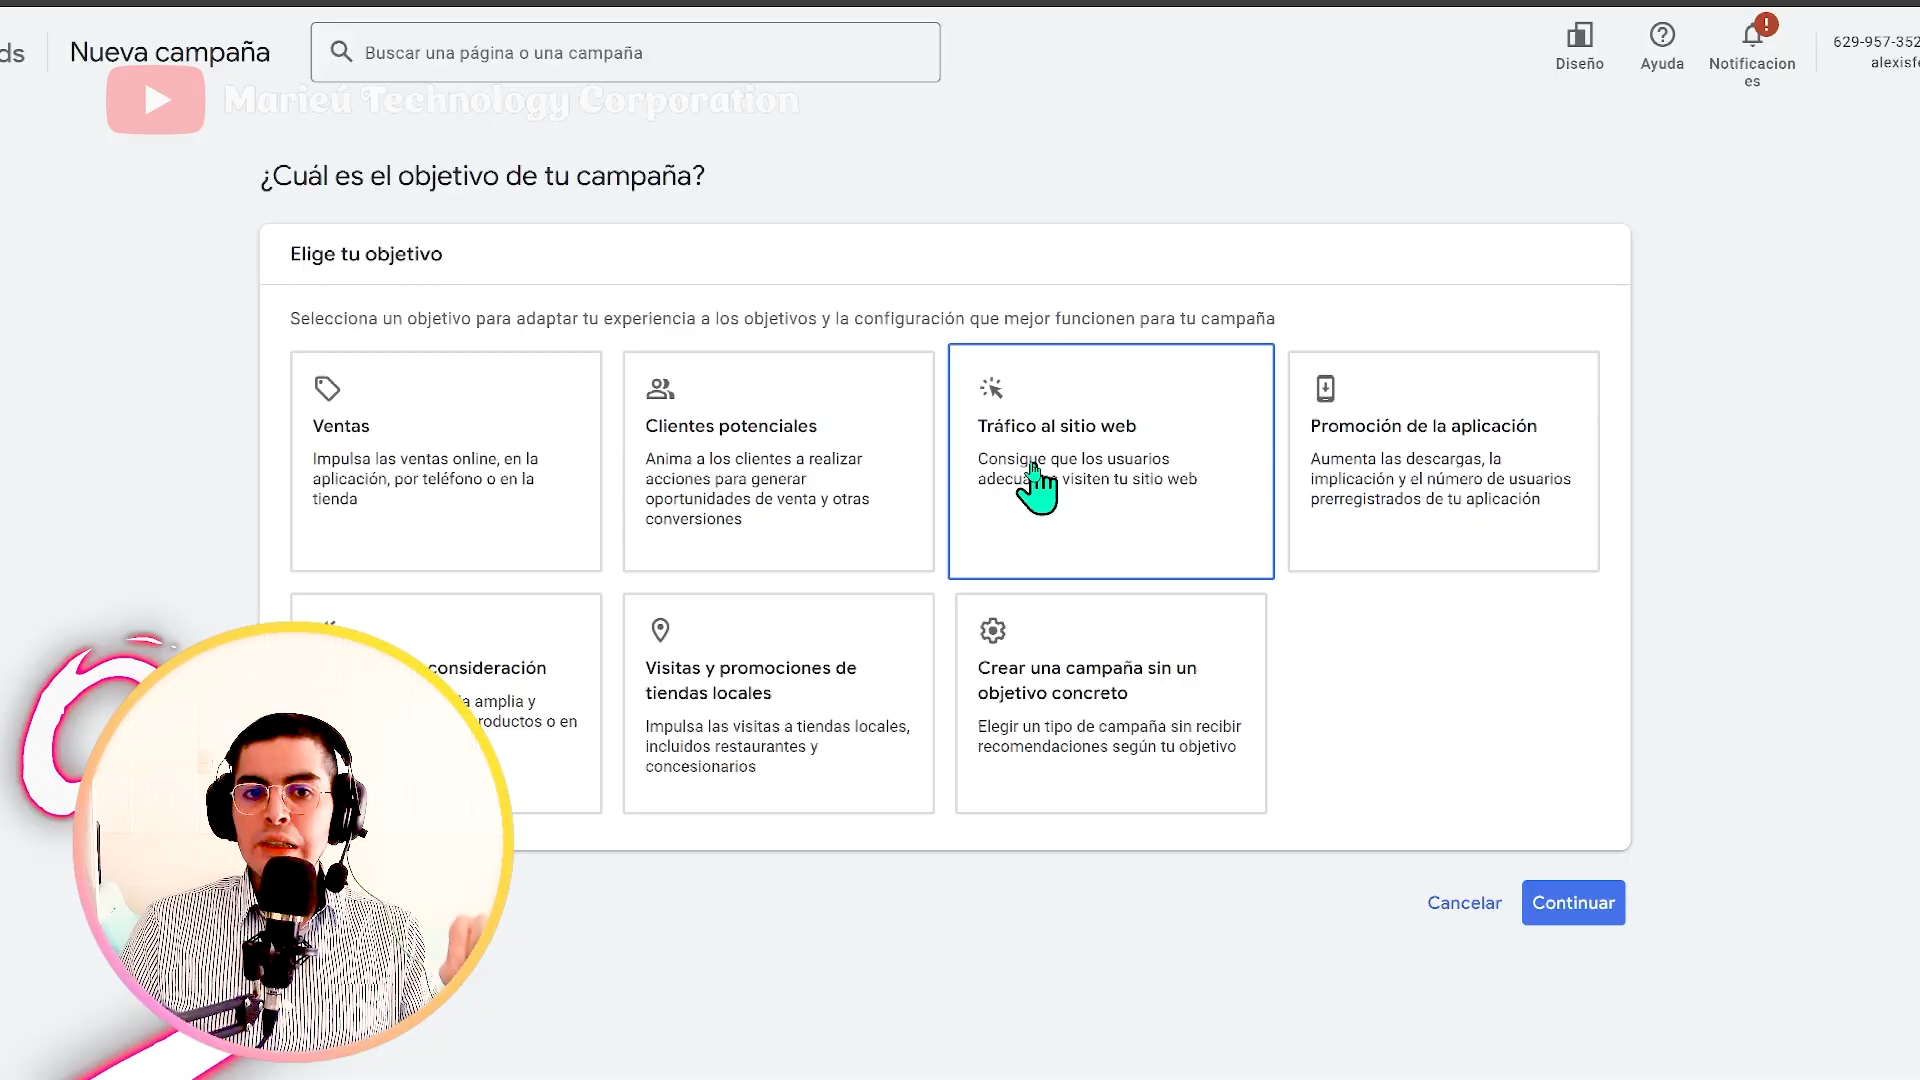 ds
Nueva campaña
Buscar una página o una campaña
Diseño
Ayuda
Notificacion
es
629-957-352
alexisfe
Marieú Technology Corporation
¿Cuál es el objetivo de tu campaña?
Elige tu objetivo
Selecciona un objetivo para adaptar tu experiencia a los objetivos y la configuración que mejor funcionen para tu campaña
Ventas
Impulsa las ventas online, en la
aplicación, por teléfono o en la
tienda
Clientes potenciales
Anima a los clientes a realizar
acciones para generar
oportunidades de venta y otras
conversiones
Tráfico al sitio web
Consigue que los usuarios
visiten tu sitio web
Promoción de la aplicación
Aumenta las descargas, la
implicación y el número de usuarios
prerregistrados de tu aplicación
consideración
amplia y
roductos o en
Visitas y promociones de
tiendas locales
Impulsa las visitas a tiendas locales,
incluidos restaurantes y
concesionarios
Crear una campaña sin un
objetivo concreto
Elegir un tipo de campaña sin recibir
recomendaciones según tu objetivo
Cancelar
Continuar